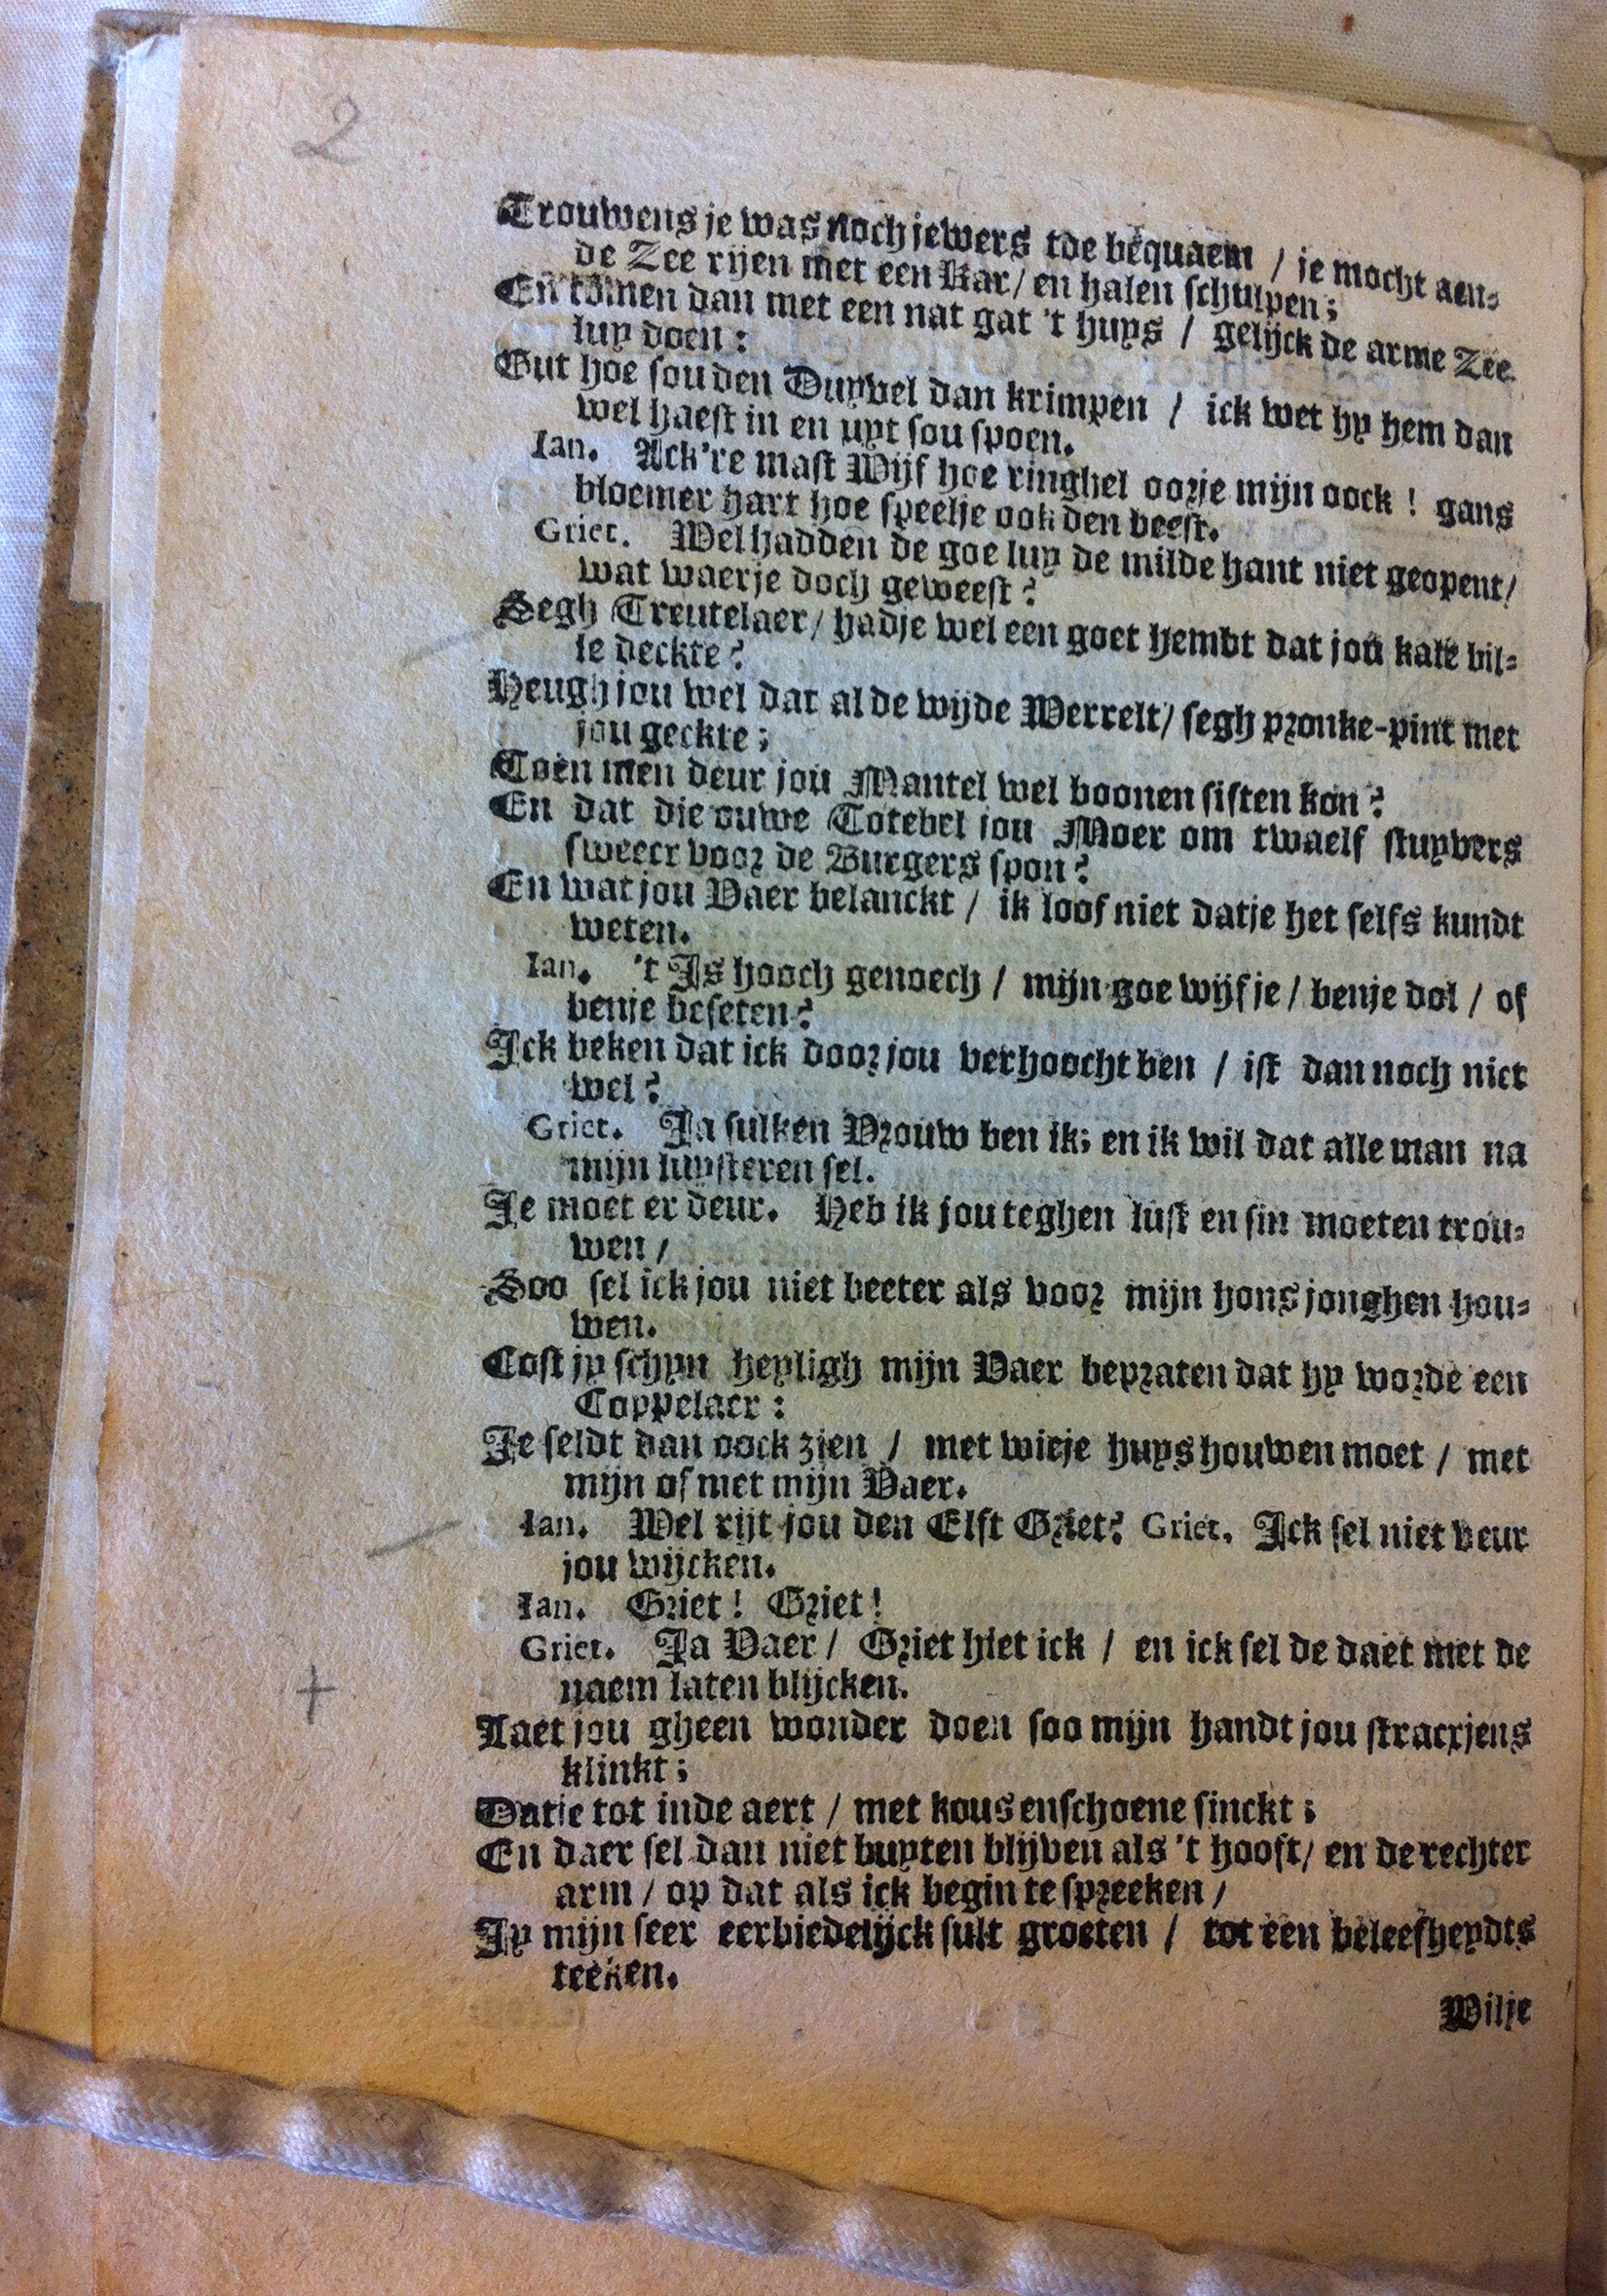 2
Trouwens je was noch jewers toe bequaem / je mocht aen-
de Zee rijen met een Kar / en halen schulpen;
En komen dan met een nat gat 't huys / gelijck de arme Zee
luy doen:
Gut hoe sou den Duyvel dan krimpen / ick wet hy hem dan
wel haest in en uyt sou spoen.
Ian. Ack're mast Wijf hoe ringhel oorje mijn oock! gans
bloemer hart hoe speelje ook den beest.
Griet. Wel hadden de goe luy de milde hant niet geopent /
wat waerje doch geweest?
Segh Treutelaer / hadje wel een goet hembt dat jou kale bil-
le deckte?
Heugh jou wel dat al de wijde Werrelt / segh pronke-pint met
jou geckte;
Toen men deur jou Mantel wel boonen siften kon?
En dat die ouwe Totebel jou Moer om twaelf stuyvers
sweert voor de Burgers spon?
En wat jou Vaer belanckt / ik loof niet datje het selfs kundt
weten.
Ian. 't Is hooch genoech / mijn goe wijfje / benje dol / of
benje beseten?
Ick beken dat ick door jou verhoocht ben / ist dan noch niet
wel?
Griet. Ja sulken Vrouw ben ik; en ik wil dat alle man na
mijn luysteren sel.
Je moet er deur. Heb ik jou teghen lust en sin moeten trou-
wen /
Soo sel ick jou niet beeter als voor mijn hons jonghen hou-
wen.
Cost jy schyn heyligh mijn Vaer bepraten dat hy worde een
Coppelaer:
Je seldt dan oock zien / met wieje huys houwen moet / met
mijn of met mijn Vaer.
Ian. Wel rijt jou den Elft Griet? Griet. Ick sel niet veur
jou wijcken.
Ian. Griet! Griet!
Griet. Ja Vaer / Griet hiet ick / en ick sel de daet met de
naem laten blijcken.
Laet jou gheen wonder doen soo mijn handt jou stracxjens
klinkt;
Datje tot inde aert / met kous enschoene sinckt;
En daer sel dan niet buyten blijven als 't hooft / en de rechter
arm / op dat als ick begin te spreeken /
Jy mijn seer eerbiedelijck sult groeten / tot een beleefheydts
teeken.
Wilje